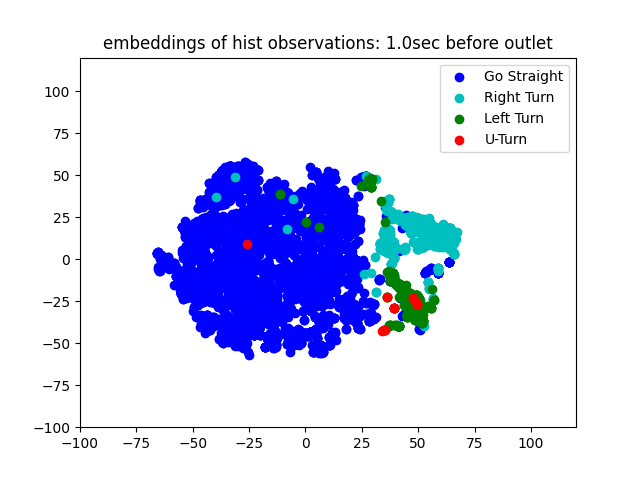 embeddings of hist observations: 1.0sec before outlet
Go Straight
Right Turn
Left Turn
U-Turn
100
75
50
25
0
−25
−50
−75
−100
−100 −75 −50 −25 0 25 50 75 100